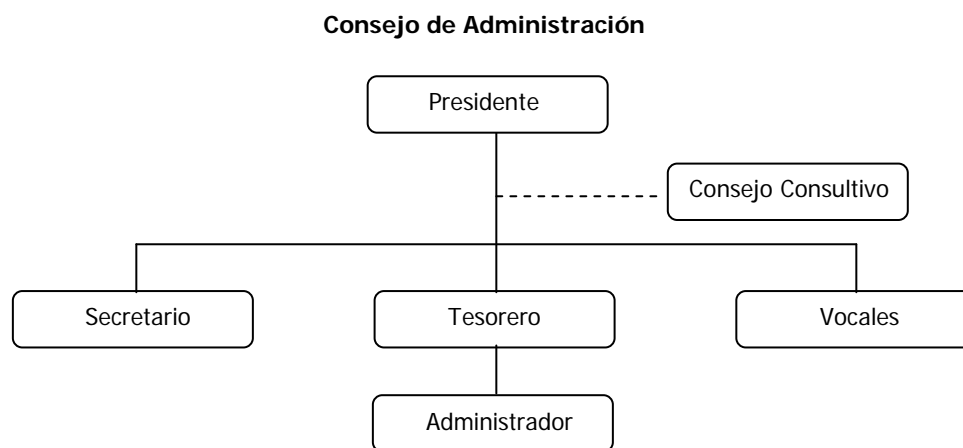 Consejo de Administración
Presidente
Consejo Consultivo
Secretario
Tesorero
Vocales
Administrador